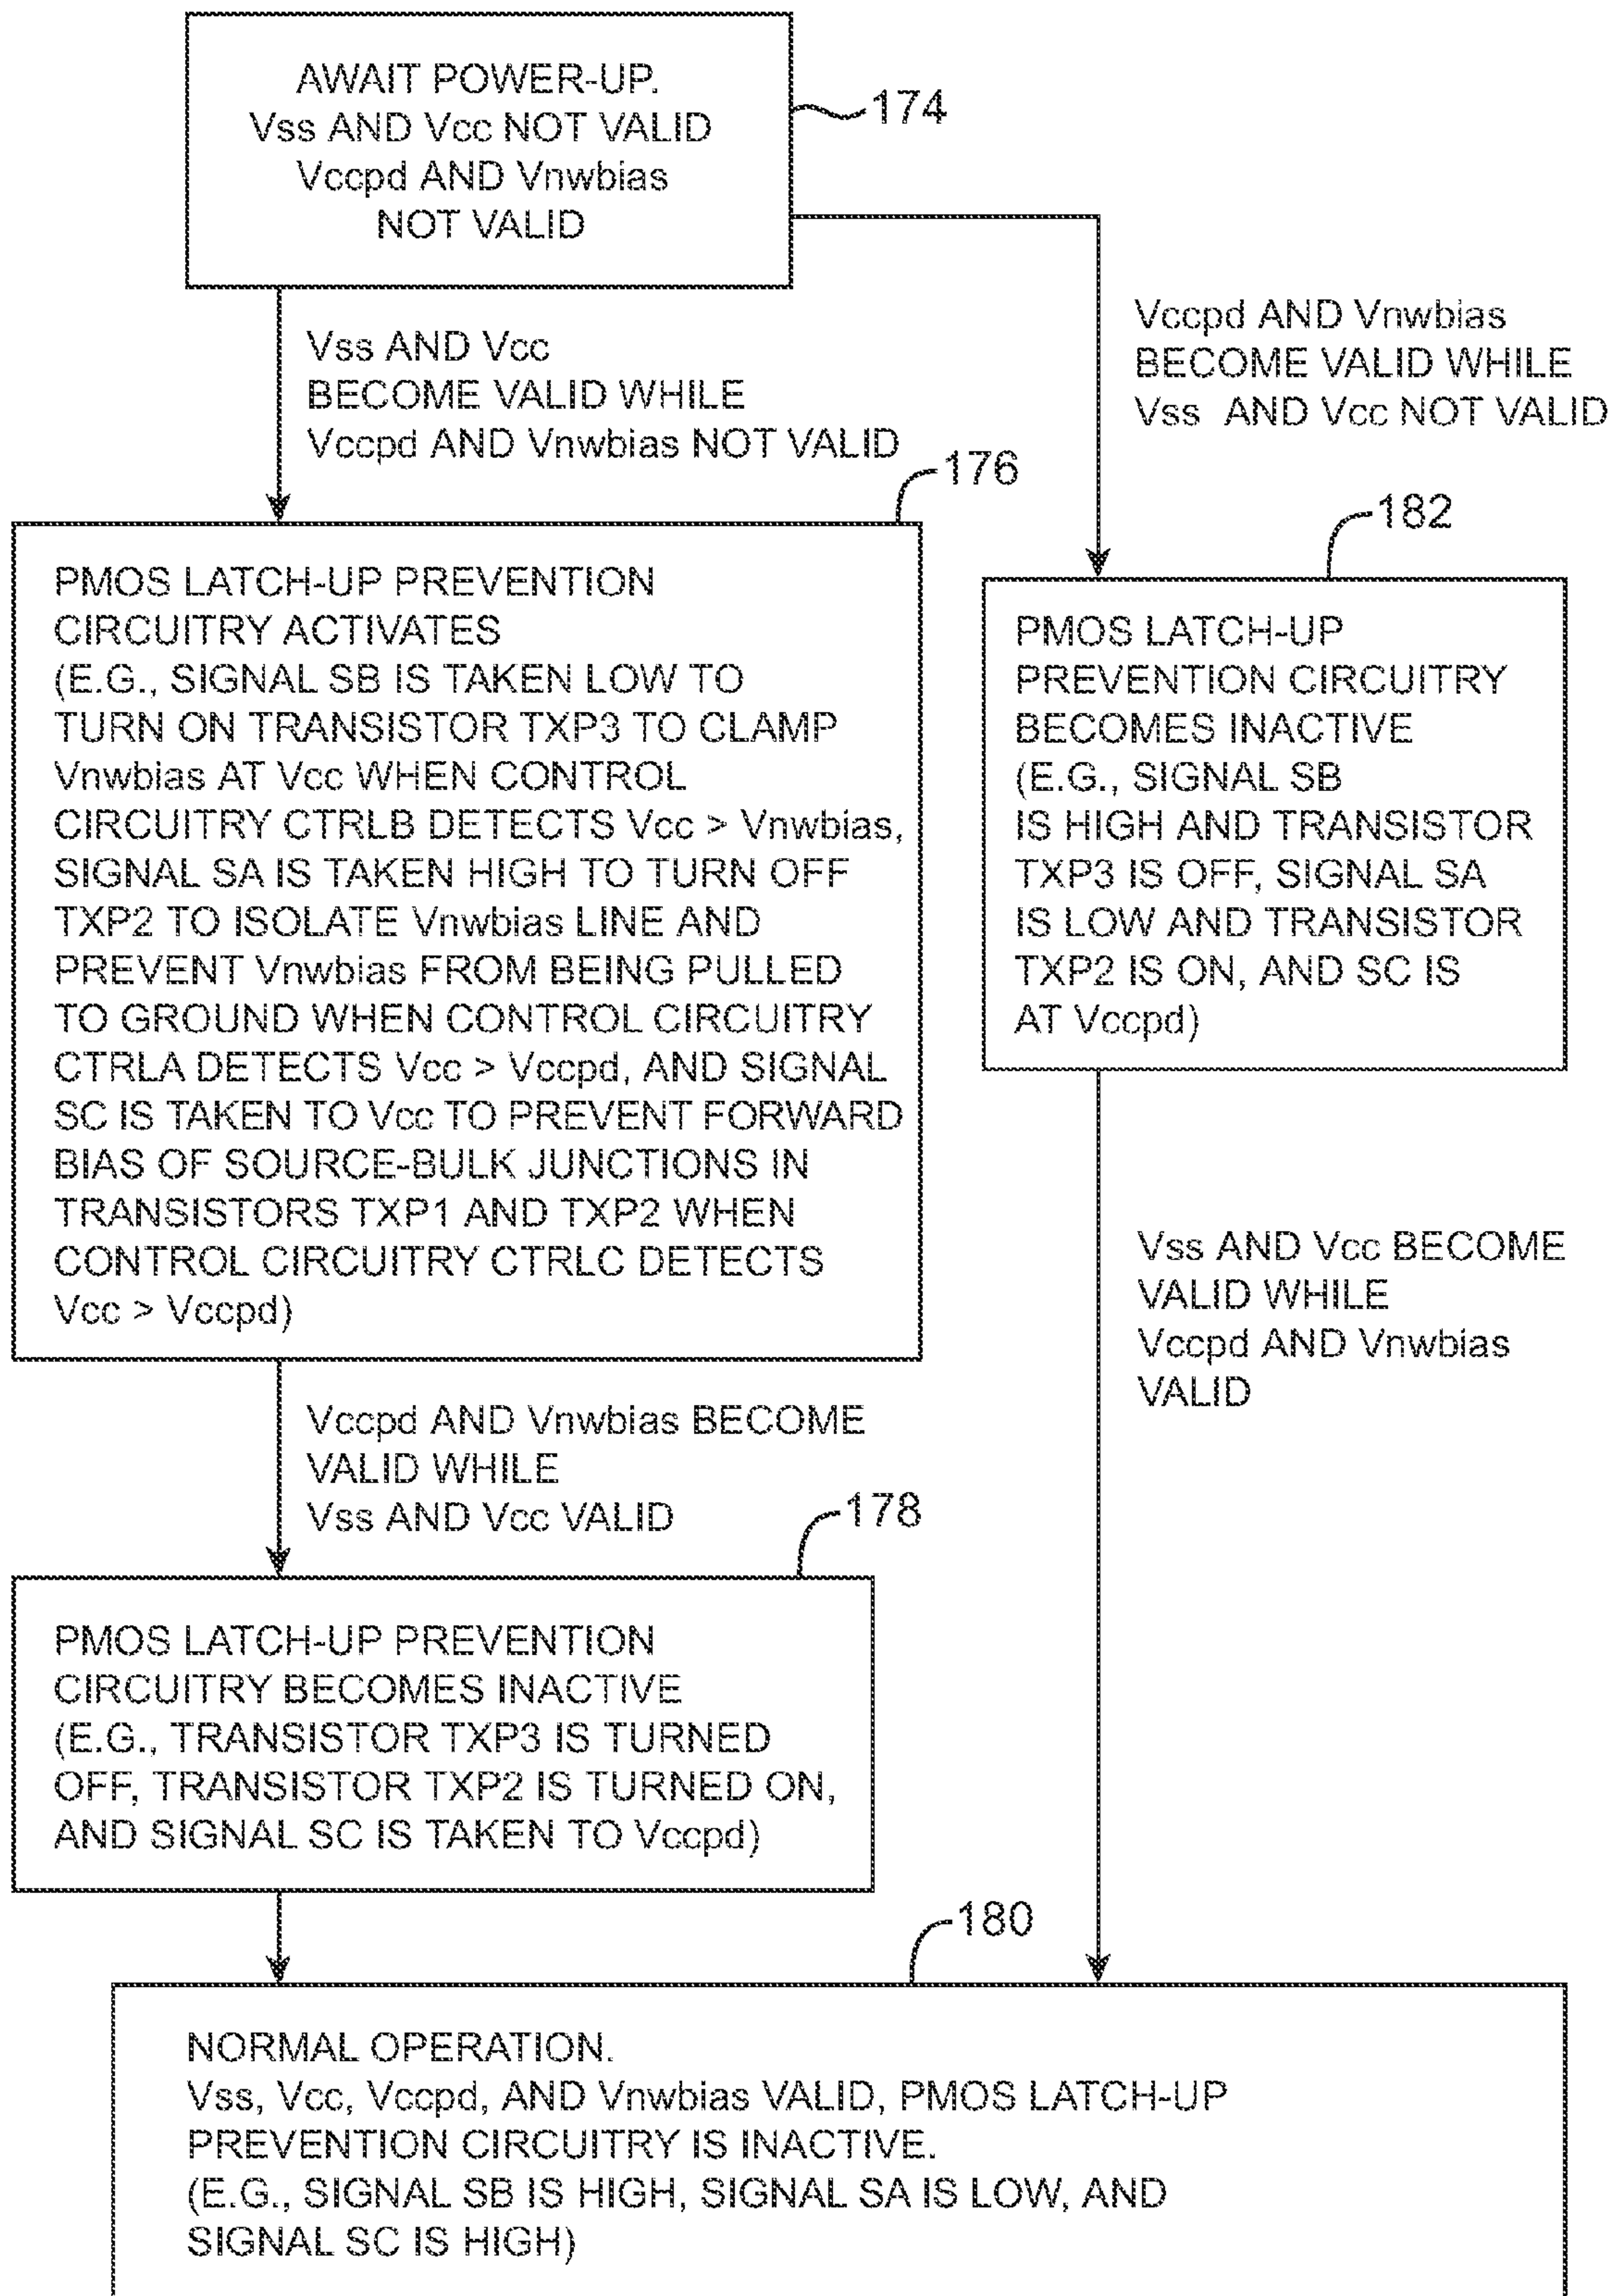 AWAIT POWER-UP.
Vss AND Vcc NOT VALID
Vccpd AND Vnwbias
NOT VALID
174
Vss AND Vcc
BECOME VALID WHILE
Vccpd AND Vnwbias NOT VALID
Vccpd AND Vnwbias
BECOME VALID WHILE
Vss AND Vcc NOT VALID
176
PMOS LATCH-UP PREVENTION
CIRCUITRY ACTIVATES
(E.G., SIGNAL SB IS TAKEN LOW TO
TURN ON TRANSISTOR TXP3 TO CLAMP
Vnwbias AT Vcc WHEN CONTROL
CIRCUITRY CTRLB DETECTS Vcc > Vnwbias,
SIGNAL SA IS TAKEN HIGH TO TURN OFF
TXP2 TO ISOLATE Vnwbias LINE AND
PREVENT Vnwbias FROM BEING PULLED
TO GROUND WHEN CONTROL CIRCUITRY
CTRLA DETECTS Vcc > Vccpd, AND SIGNAL
SC IS TAKEN TO Vcc TO PREVENT FORWARD
BIAS OF SOURCE-BULK JUNCTIONS IN
TRANSISTORS TXP1 AND TXP2 WHEN
CONTROL CIRCUITRY CTRLC DETECTS
Vcc > Vccpd)
182
PMOS LATCH-UP
PREVENTION CIRCUITRY
BECOMES INACTIVE
(E.G., SIGNAL SB
IS HIGH AND TRANSISTOR
TXP3 IS OFF, SIGNAL SA
IS LOW AND TRANSISTOR
TXP2 IS ON, AND SC IS
AT Vccpd)
Vccpd AND Vnwbias BECOME
VALID WHILE
Vss AND Vcc VALID
Vss AND Vcc BECOME
VALID WHILE
Vccpd AND Vnwbias
VALID
178
PMOS LATCH-UP PREVENTION
CIRCUITRY BECOMES INACTIVE
(E.G., TRANSISTOR TXP3 IS TURNED
OFF, TRANSISTOR TXP2 IS TURNED ON,
AND SIGNAL SC IS TAKEN TO Vccpd)
180
NORMAL OPERATION.
Vss, Vcc, Vccpd, AND Vnwbias VALID, PMOS LATCH-UP
PREVENTION CIRCUITRY IS INACTIVE.
(E.G., SIGNAL SB IS HIGH, SIGNAL SA IS LOW, AND
SIGNAL SC IS HIGH)